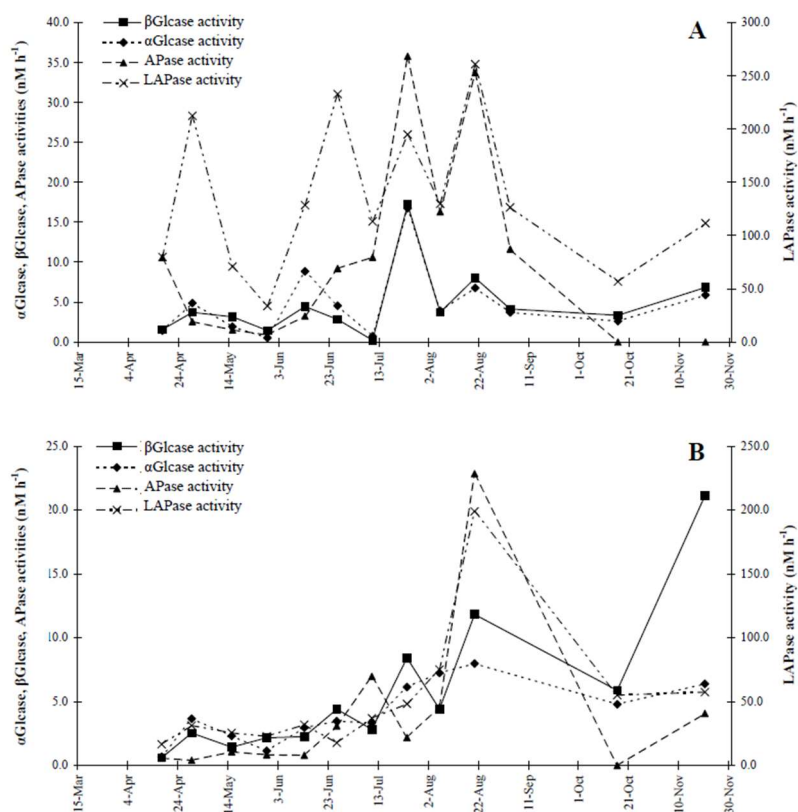 A
βGlcase activity
αGlcase activity
APase activity
LAPase activity
αGlcase, βGlcase, APase activities (nM h⁻¹)
40.0
35.0
30.0
25.0
20.0
15.0
10.0
5.0
0.0
300.0
250.0
200.0
150.0
100.0
50.0
0.0
LAPase activity (nM h⁻¹)
15-Mar
4-Apr
24-Apr
14-May
3-Jun
23-Jun
13-Jul
2-Aug
22-Aug
11-Sep
1-Oct
21-Oct
10-Nov
30-Nov
B
βGlcase activity
αGlcase activity
APase activity
LAPase activity
αGlcase, βGlcase, APase activities (nM h⁻¹)
25.0
20.0
15.0
10.0
5.0
0.0
250.0
200.0
150.0
100.0
50.0
0.0
LAPase activity (nM h⁻¹)
15-Mar
4-Apr
24-Apr
14-May
3-Jun
23-Jun
13-Jul
2-Aug
22-Aug
11-Sep
1-Oct
21-Oct
10-Nov
30-Nov